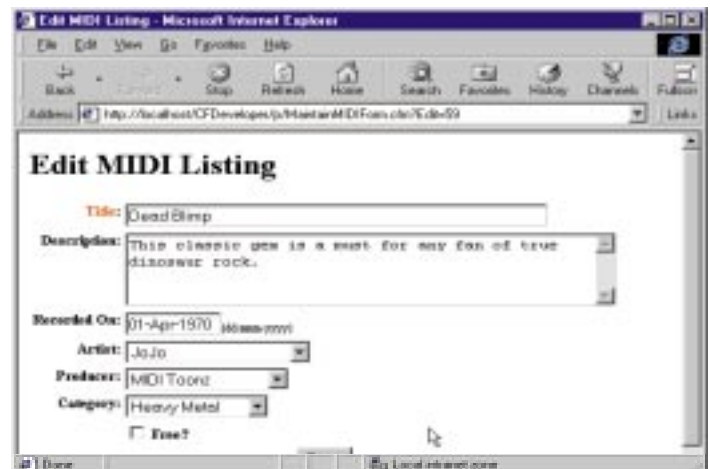 Edit MIDI Listing - Microsoft Internet Explorer
File Edit View Go Favorites Help
Back Forward Stop Refresh Home Search Favorites History Channels Fullscr
Address http://localhost/CFDeveloper/p/MaintainMIDIForm.cfm?Edit=59 Links
Edit MIDI Listing
Title: Dead Blimp
Description: This classic gem is a must for any fan of true
dinosaur rock.
Recorded On: 01-Apr-1970
Artist: JoJo
Producer: MIDI Toonz
Category: Heavy Metal
Free?
Done Local intranet zone